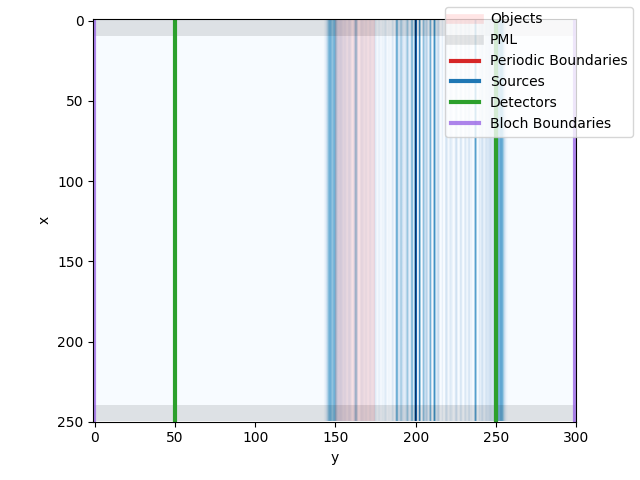 Objects
PML
Periodic Boundaries
Sources
Detectors
Bloch Boundaries
0
50
100
150
200
250
x
0 50 100 150 200 250 300
y